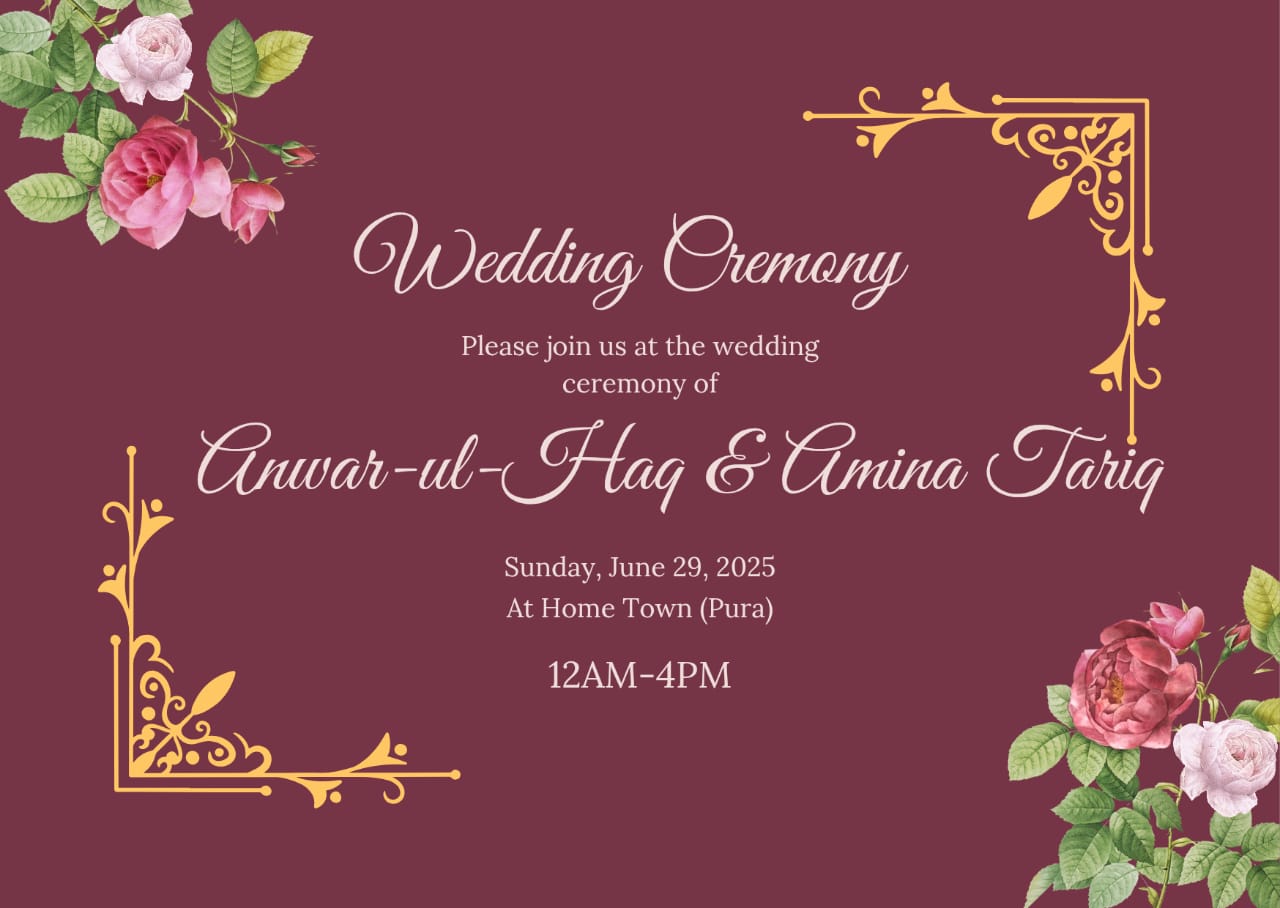 Wedding Cremony
Please join us at the wedding
ceremony of
Anwar-ul-Haq & Amina Tariq
Sunday, June 29, 2025
At Home Town (Pura)
12AM-4PM